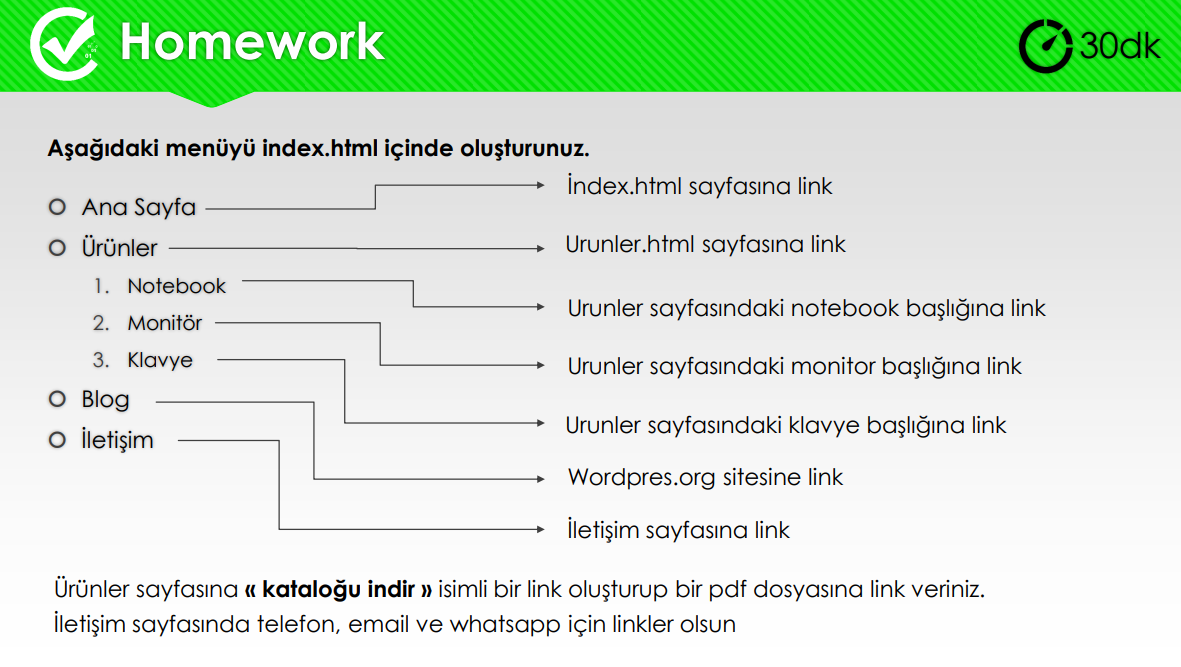 Homework
30dk
Aşağıdaki menüyü index.html içinde oluşturunuz.
Ana Sayfa
İndex.html sayfasına link
Ürünler
Urunler.html sayfasına link
1. Notebook
Urunler sayfasındaki notebook başlığına link
2. Monitör
Urunler sayfasındaki monitor başlığına link
3. Klavye
Urunler sayfasındaki klavye başlığına link
Blog
Wordpres.org sitesine link
İletişim
İletişim sayfasına link
Ürünler sayfasına « kataloğu indir » isimli bir link oluşturup bir pdf dosyasına link veriniz.
İletişim sayfasında telefon, email ve whatsapp için linkler olsun